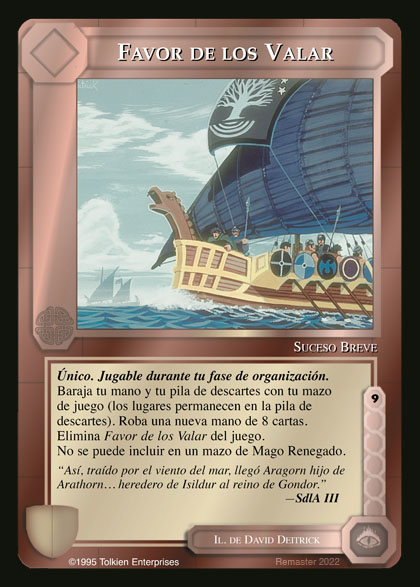 Favor de los Valar
Suceso Breve
Único. Jugable durante tu fase de organización.
Baraja tu mano y tu pila de descartes con tu mazo
de juego (los lugares permanecen en la pila de
descartes). Roba una nueva mano de 8 cartas.
Elimina Favor de los Valar del juego.
No se puede incluir en un mazo de Mago Renegado.
9
“Así, traído por el viento del mar, llegó Aragorn hijo de
Arathorn… heredero de Isildur al reino de Gondor.”
–SdlA III
Il. de David Deitrick
©1995 Tolkien Enterprises
Remaster 2022